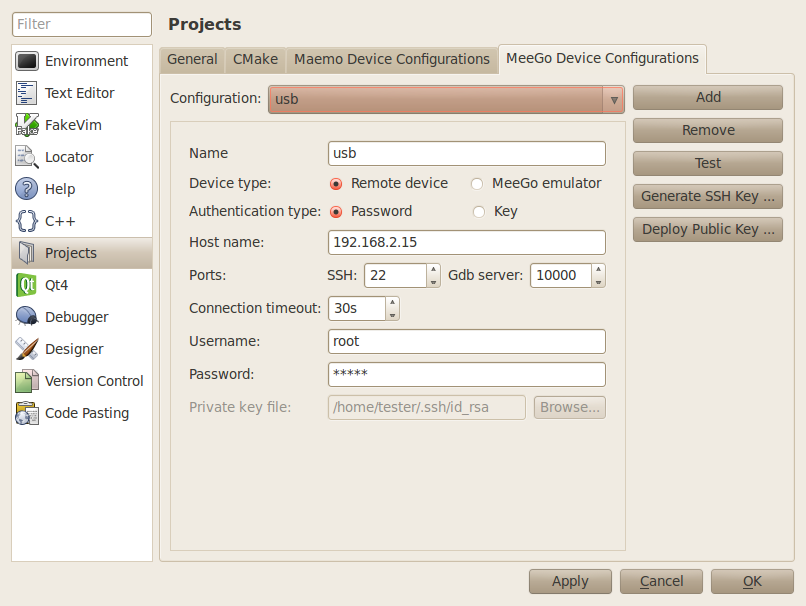 Filter
Projects
Environment
Text Editor
FakeVim
Locator
Help
C++
Projects
Qt4
Debugger
Designer
Version Control
Code Pasting
General CMake Maemo Device Configurations MeeGo Device Configurations
Configuration: usb
Name usb
Device type: Remote device MeeGo emulator
Authentication type: Password Key
Host name: 192.168.2.15
Ports: SSH: 22 Gdb server: 10000
Connection timeout: 30s
Username: root
Password: *****
Private key file: /home/tester/.ssh/id_rsa Browse...
Add
Remove
Test
Generate SSH Key ...
Deploy Public Key ...
Apply Cancel OK